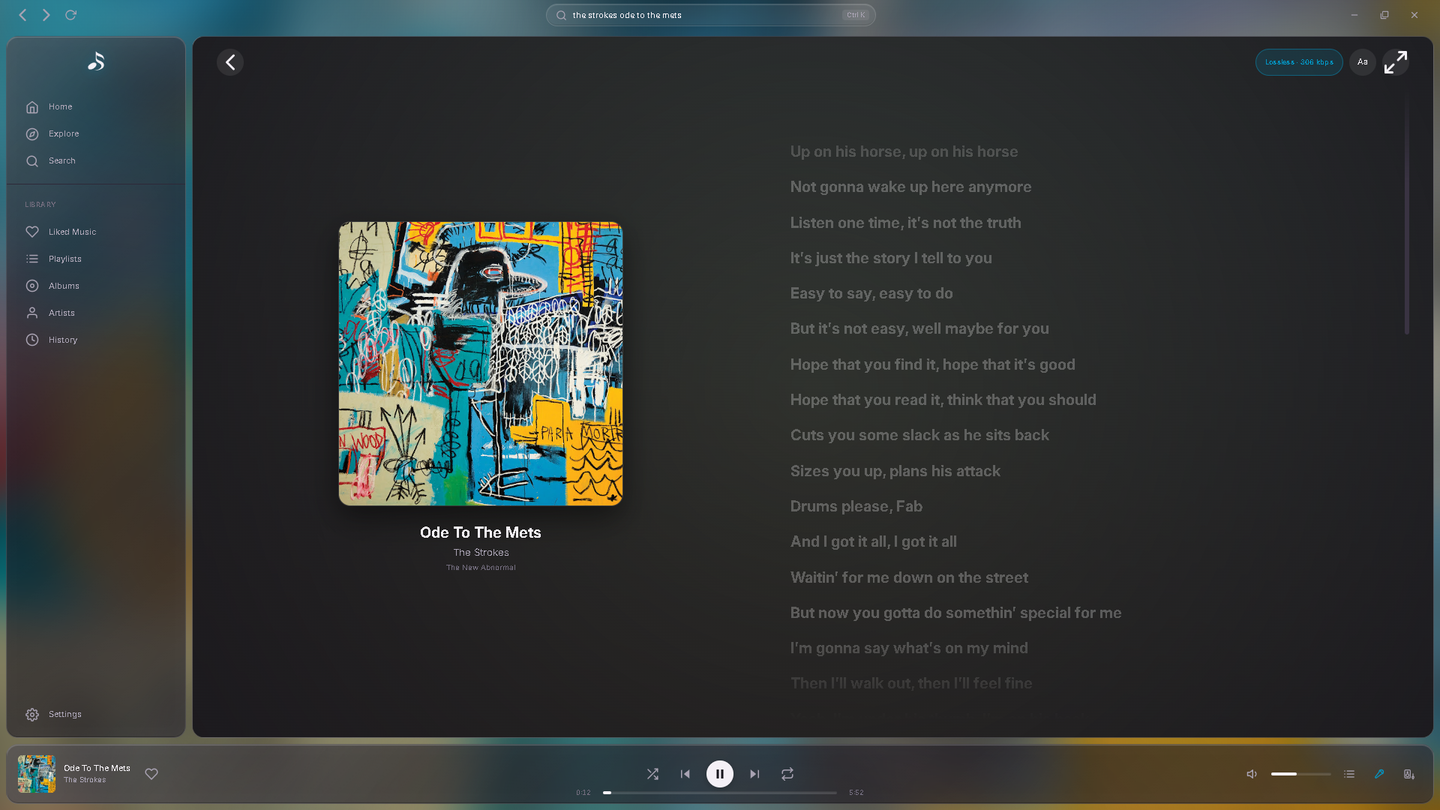 the strokes ode to the mets
Ctrl K
Home
Explore
Search
LIBRARY
Liked Music
Playlists
Albums
Artists
History
Settings
Lossless · 306 kbps
Aa
N WOOD
PARA MORIR
Ode To The Mets
The Strokes
The New Abnormal
Up on his horse, up on his horse
Not gonna wake up here anymore
Listen one time, it's not the truth
It's just the story I tell to you
Easy to say, easy to do
But it's not easy, well maybe for you
Hope that you find it, hope that it's good
Hope that you read it, think that you should
Cuts you some slack as he sits back
Sizes you up, plans his attack
Drums please, Fab
And I got it all, I got it all
Waitin' for me down on the street
But now you gotta do somethin' special for me
I'm gonna say what's on my mind
Then I'll walk out, then I'll feel fine
Ode To The Mets
The Strokes
0:12
5:52